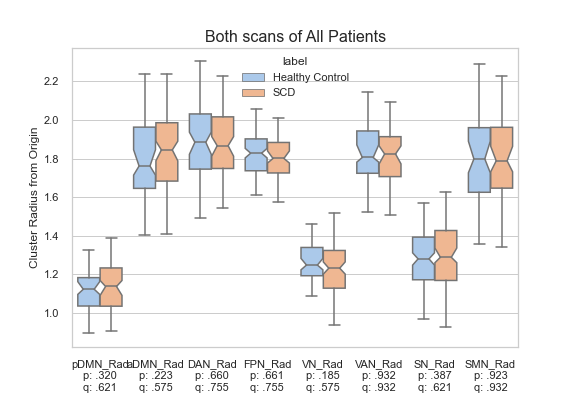 Both scans of All Patients
label
Healthy Control
SCD
Cluster Radius from Origin
2.2
2.0
1.8
1.6
1.4
1.2
1.0
pDMN_Rad aDMN_Rad DAN_Rad FPN_Rad VN_Rad VAN_Rad SN_Rad SMN_Rad
p: .320 p: .223 p: .660 p: .661 p: .185 p: .932 p: .387 p: .923
q: .621 q: .575 q: .755 q: .755 q: .575 q: .932 q: .621 q: .932